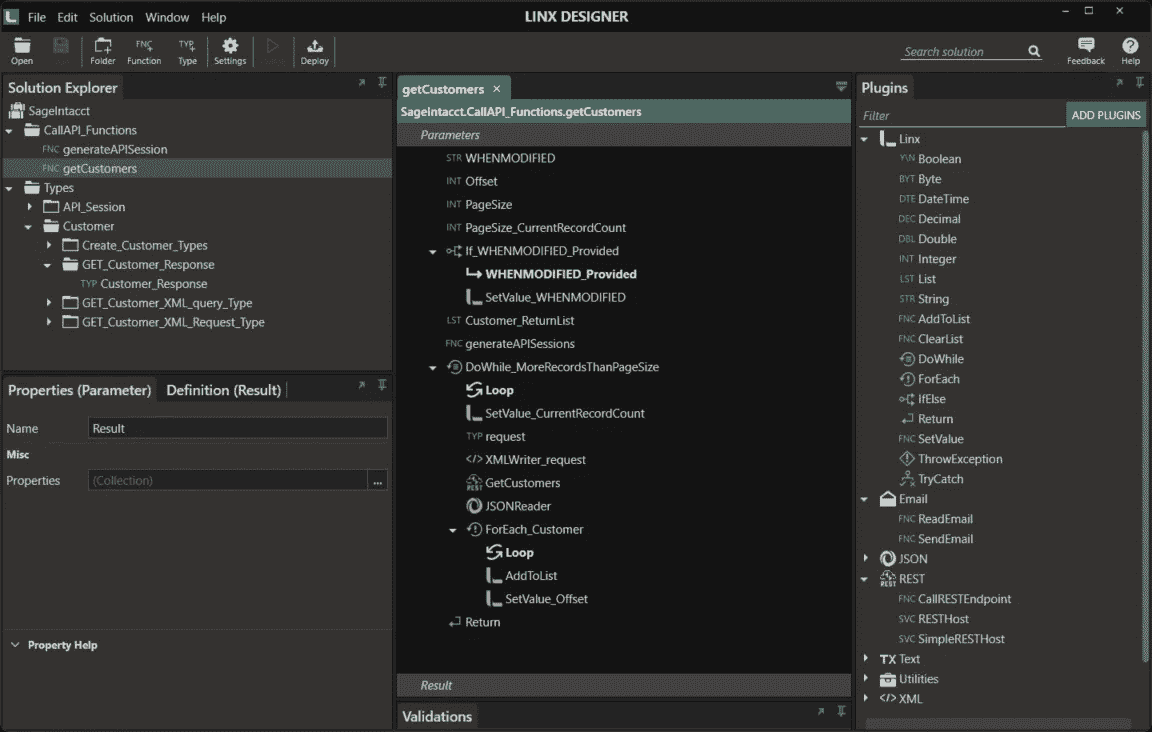 File Edit Solution Window Help
LINX DESIGNER
Open
Folder
FNC
Function
TYP
Type
Settings
Deploy
Search solution
Feedback
Help
Solution Explorer
SageIntacct
CallAPI_Functions
FNC generateAPISession
FNC getCustomers
Types
API_Session
Customer
Create_Customer_Types
GET_Customer_Response
TYP Customer_Response
GET_Customer_XML_query_Type
GET_Customer_XML_Request_Type
Properties (Parameter) Definition (Result)
Name Result
Misc
Properties (Collection) ...
Property Help
getCustomers ×
SageIntacct.CallAPI_Functions.getCustomers
Parameters
STR WHENMODIFIED
INT Offset
INT PageSize
INT PageSize_CurrentRecordCount
If_WHENMODIFIED_Provided
WHENMODIFIED_Provided
SetValue_WHENMODIFIED
LST Customer_ReturnList
FNC generateAPISessions
DoWhile_MoreRecordsThanPageSize
Loop
SetValue_CurrentRecordCount
TYP request
</> XMLWriter_request
REST GetCustomers
JSONReader
ForEach_Customer
Loop
AddToList
SetValue_Offset
Return
Result
Validations
Plugins
Filter
ADD PLUGINS
Linx
Y\N Boolean
BYT Byte
DTE DateTime
DEC Decimal
DBL Double
INT Integer
LST List
STR String
FNC AddToList
FNC ClearList
DoWhile
ForEach
IfElse
Return
FNC SetValue
ThrowException
TryCatch
Email
FNC ReadEmail
FNC SendEmail
JSON
REST REST
FNC CallRESTEndpoint
SVC RESTHost
SVC SimpleRESTHost
TX Text
Utilities
</> XML